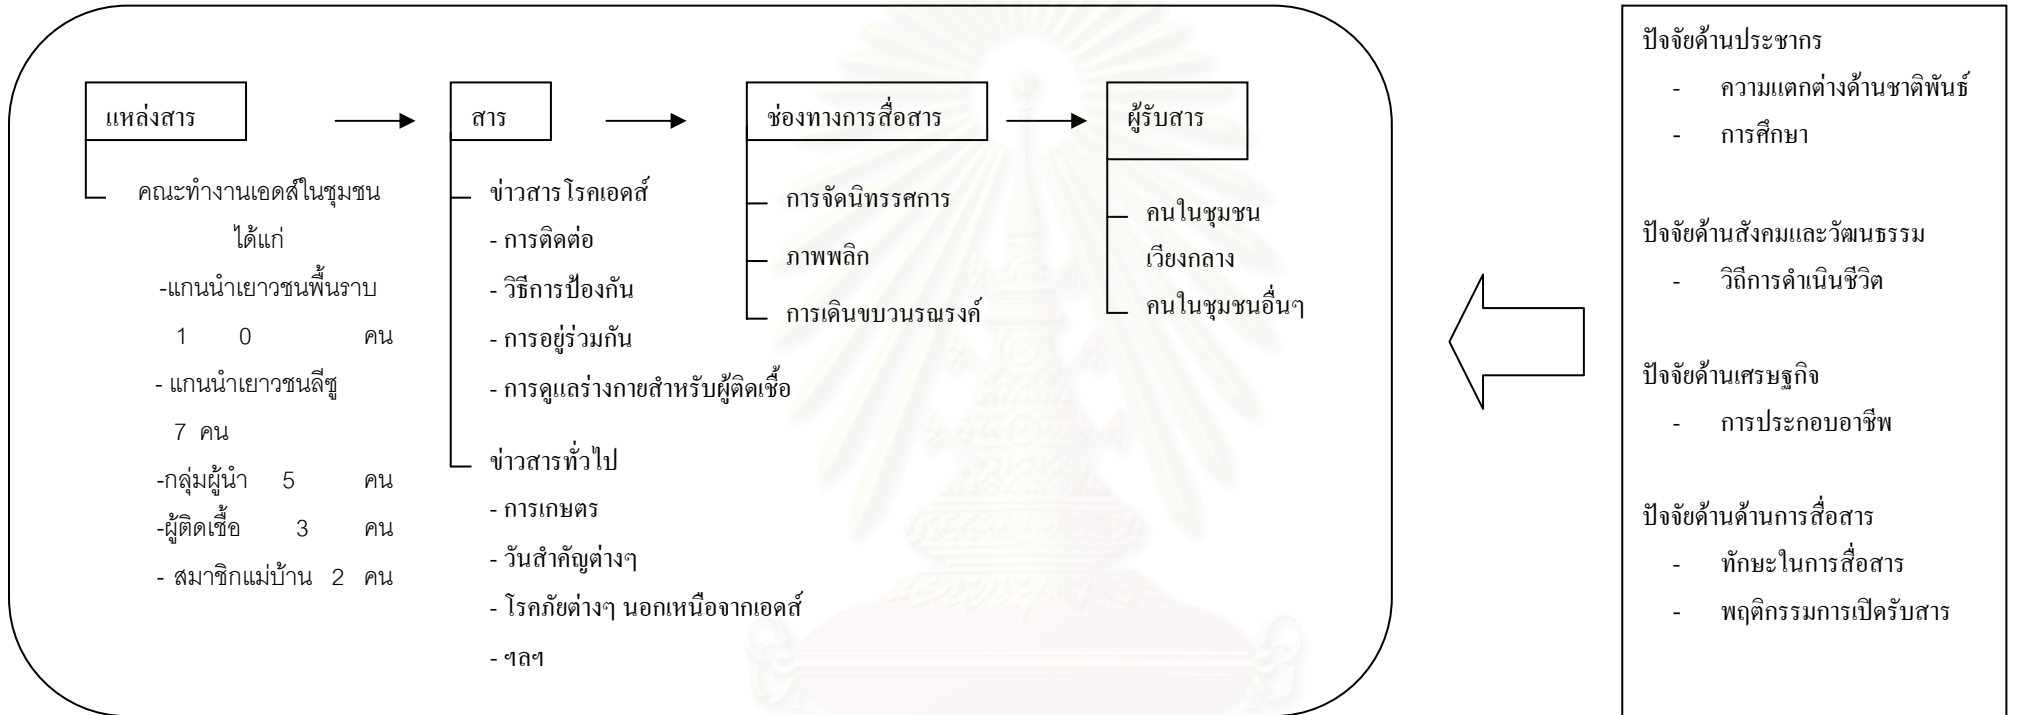 แหล่งสาร
คณะทำงานเอดส์ในชุมชน
ได้แก่
-แกนนำเยาวชนพื้นราบ
1 0 คน
- แกนนำเยาวชนลีซู
7 คน
-กลุ่มผู้นำ 5 คน
-ผู้ติดเชื้อ 3 คน
- สมาชิกแม่บ้าน 2 คน
สาร
ข่าวสารโรคเอดส์
- การติดต่อ
- วิธีการป้องกัน
- การอยู่ร่วมกัน
- การดูแลร่างกายสำหรับผู้ติดเชื้อ
ข่าวสารทั่วไป
- การเกษตร
- วันสำคัญต่างๆ
- โรคภัยต่างๆ นอกเหนือจากเอดส์
- ฯลฯ
ช่องทางการสื่อสาร
การจัดนิทรรศการ
ภาพพลิก
การเดินขบวนรณรงค์
ผู้รับสาร
คนในชุมชน
เวียงกลาง
คนในชุมชนอื่นๆ
ปัจจัยด้านประชากร
- ความแตกต่างด้านชาติพันธ์
- การศึกษา
ปัจจัยด้านสังคมและวัฒนธรรม
- วิถีการดำเนินชีวิต
ปัจจัยด้านเศรษฐกิจ
- การประกอบอาชีพ
ปัจจัยด้านด้านการสื่อสาร
- ทักษะในการสื่อสาร
- พฤติกรรมการเปิดรับสาร